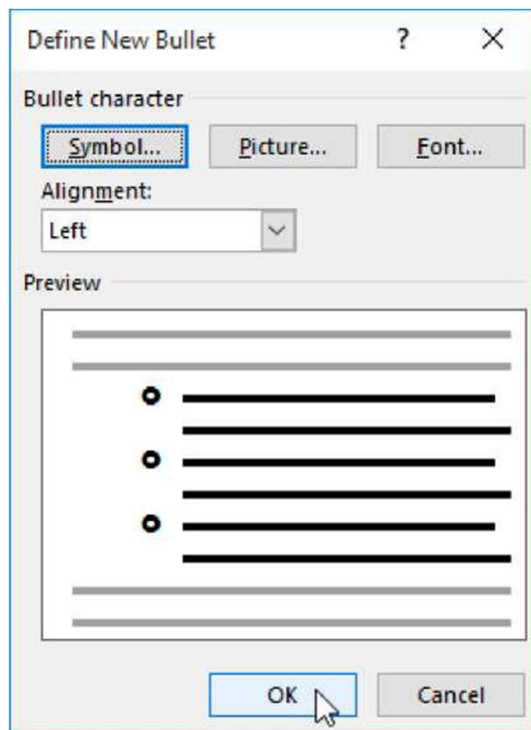 Define New Bullet ?
Bullet character
Symbol... Picture... Font...
Alignment:
Left
Preview
OK Cancel